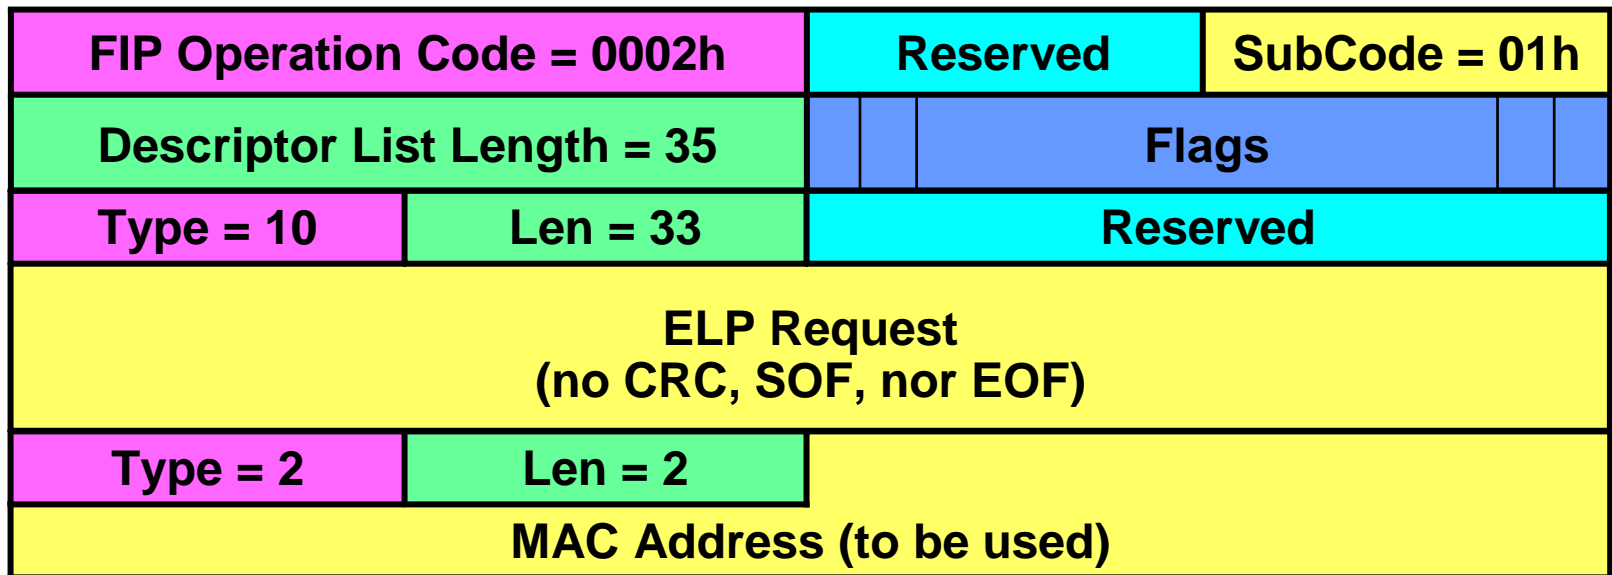 FIP Operation Code = 0002h Reserved SubCode = 01h
Descriptor List Length = 35 Flags
Type = 10 Len = 33 Reserved
ELP Request
(no CRC, SOF, nor EOF)
Type = 2 Len = 2
MAC Address (to be used)